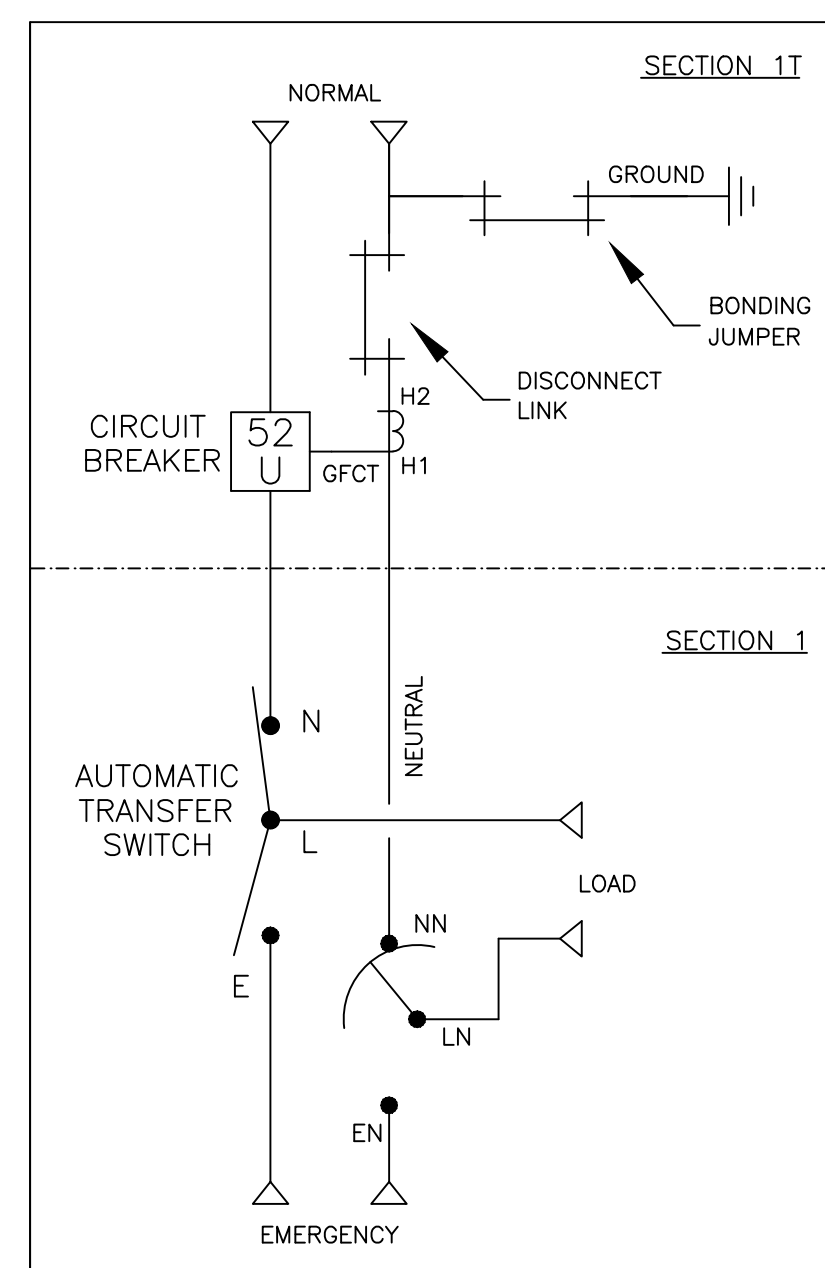 SECTION 1T
NORMAL
GROUND
BONDING
JUMPER
DISCONNECT
LINK
H2
CIRCUIT
BREAKER
52
U
GFCT
H1
SECTION 1
NEUTRAL
N
AUTOMATIC
TRANSFER
SWITCH
L
LOAD
NN
E
LN
EN
EMERGENCY